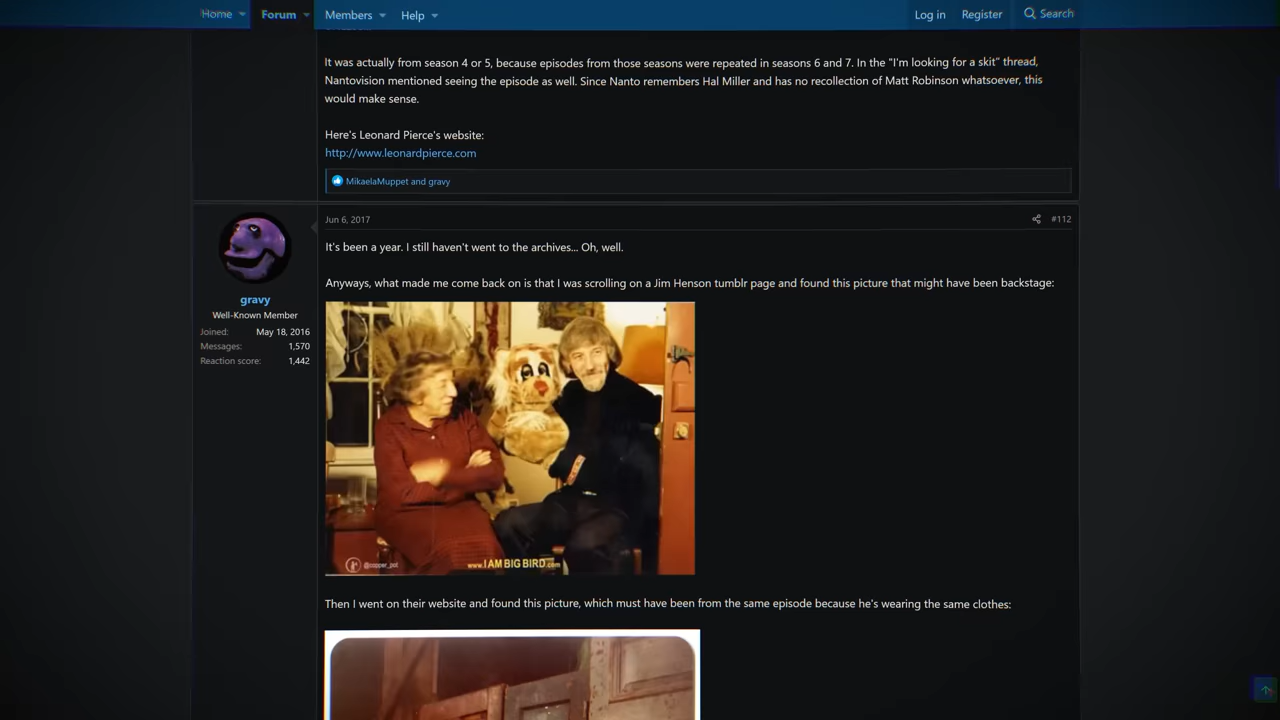 Home
Forum
Members
Help
Log in
Register
Search
It was actually from season 4 or 5, because episodes from those seasons were repeated in seasons 6 and 7. In the "I'm looking for a skit" thread,
Nantovision mentioned seeing the episode as well. Since Nanto remembers Hal Miller and has no recollection of Matt Robinson whatsoever, this
would make sense.
Here's Leonard Pierce's website:
http://www.leonardpierce.com
MikaelaMuppet and gravy
Jun 6, 2017
#112
gravy
Well-Known Member
Joined: May 18, 2016
Messages: 1,570
Reaction score: 1,442
It's been a year. I still haven't went to the archives... Oh, well.
Anyways, what made me come back on is that I was scrolling on a Jim Henson tumblr page and found this picture that might have been backstage:
@copper_pot
www.I AM BIG BIRD.com
Then I went on their website and found this picture, which must have been from the same episode because he's wearing the same clothes: